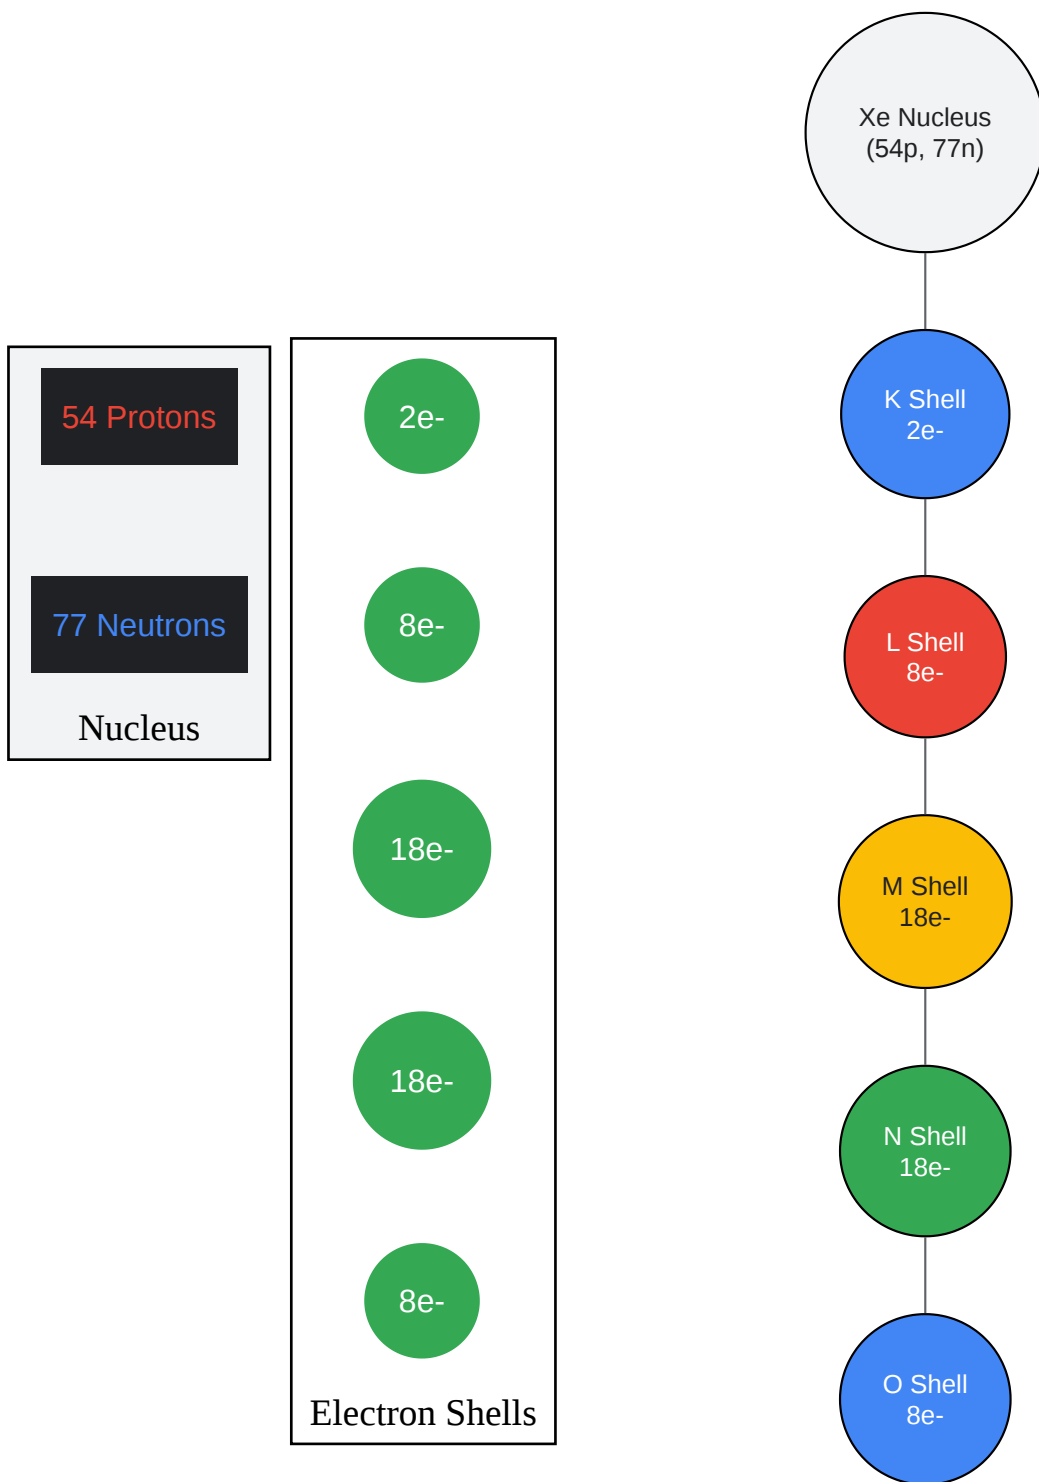 Xe Nucleus
(54p, 77n)
54 Protons
77 Neutrons
Nucleus
2e-
8e-
18e-
18e-
8e-
Electron Shells
K Shell
2e-
L Shell
8e-
M Shell
18e-
N Shell
18e-
O Shell
8e-